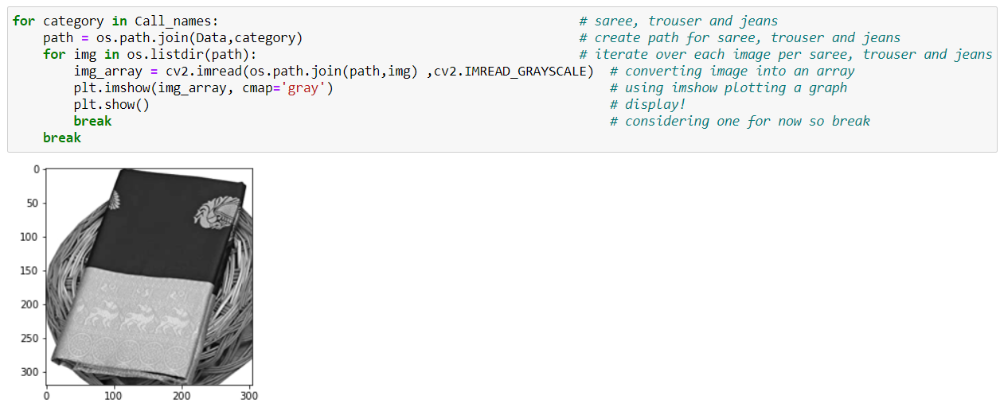 for category in Call_names: # saree, trouser and jeans
    path = os.path.join(Data,category) # create path for saree, trouser and jeans
    for img in os.listdir(path): # iterate over each image per saree, trouser and jeans
        img_array = cv2.imread(os.path.join(path,img) ,cv2.IMREAD_GRAYSCALE) # converting image into an array
        plt.imshow(img_array, cmap='gray') # using imshow plotting a graph
        plt.show() # display!
        break # considering one for now so break
    break
0
50
100
150
200
250
300
0 100 200 300